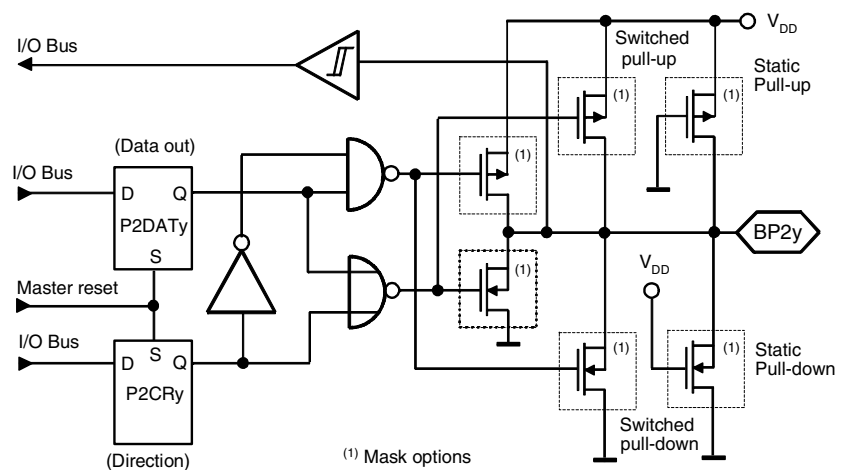 I/O Bus
Switched
pull-up
V_DD
Static
Pull-up
(1)
(1)
(1)
(Data out)
I/O Bus
D
Q
P2DATy
S
BP2y
(1)
V_DD
Master reset
I/O Bus
S
D
Q
P2CRy
(1)
(1)
Static
Pull-down
Switched
pull-down
(Direction)
(1) Mask options